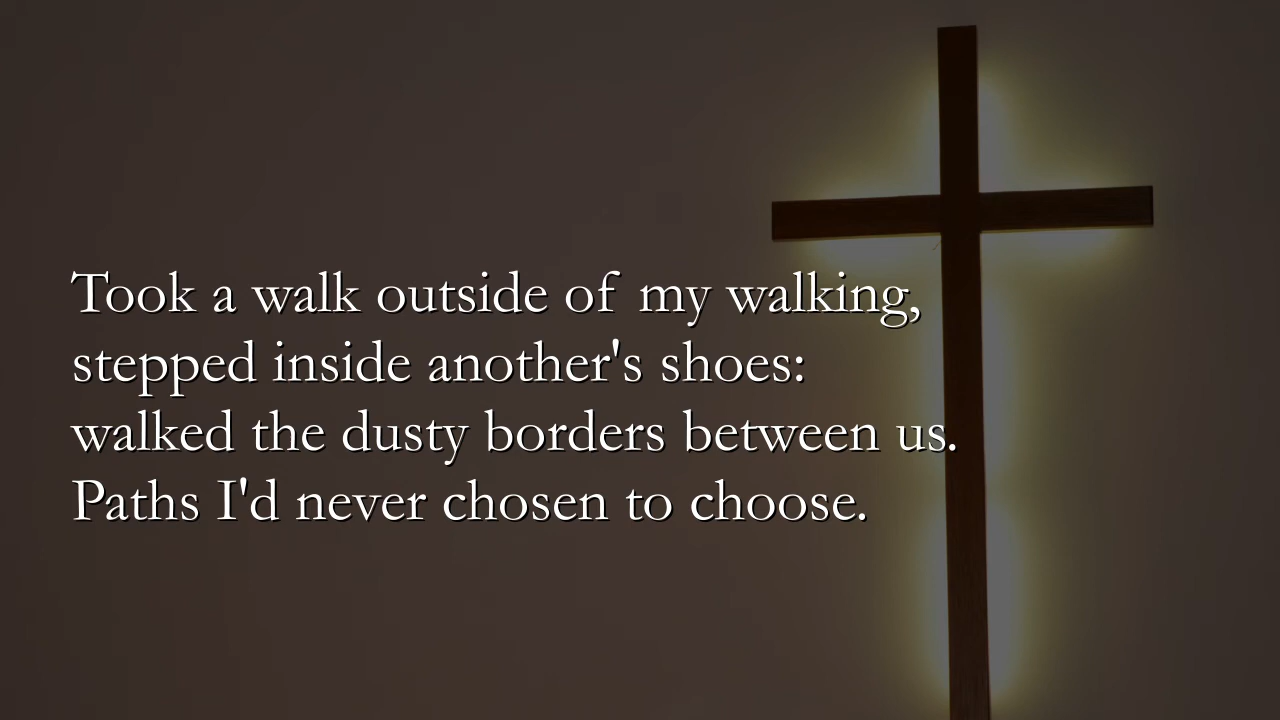 Took a walk outside of my walking,
stepped inside another's shoes:
walked the dusty borders between us.
Paths I'd never chosen to choose.